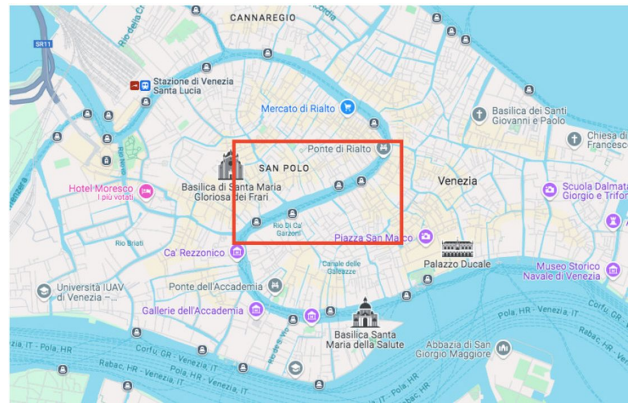 CANNAREGIO
SR11
Stazione di Venezia
Santa Lucia
Mercato di Rialto
Basilica dei Santi
Giovanni e Paolo
Chiesa di
Francesc
Ponte di Rialto
SAN POLO
Venezia
Basilica di Santa Maria
Gloriosa dei Frari
Hotel Moresco
I più votati
Scuola Dalmat
Giorgio e Trifor
Rio Di Ca'
Garzoni
Piazza San Marco
Rio Briati
Ca' Rezzonico
Palazzo Ducale
Canale delle
Galeazze
Museo Storico
Navale di Venezia
Università IUAV
di Venezia -...
Ponte dell'Accademia
Gallerie dell'Accademia
Basilica Santa
Maria della Salute
Abbazia di San
Giorgio Maggiore
Pola, HR - Venezia, IT
Rabac, HR - Venezia, IT
Corfù, GR - Venezia, IT
Rabac, HR - Venezia, IT